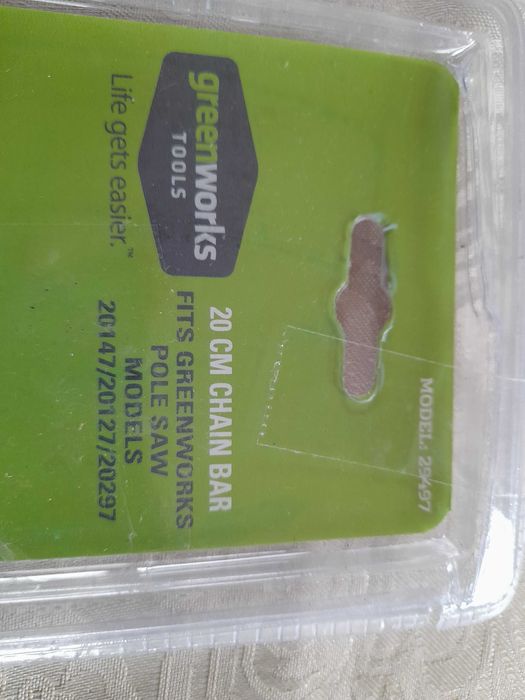 MODEL: 29497
greenworks
TOOLS
Life gets easier.™
20 CM CHAIN BAR
FITS GREENWORKS
POLE SAW
MODELS
20147/20127/20297